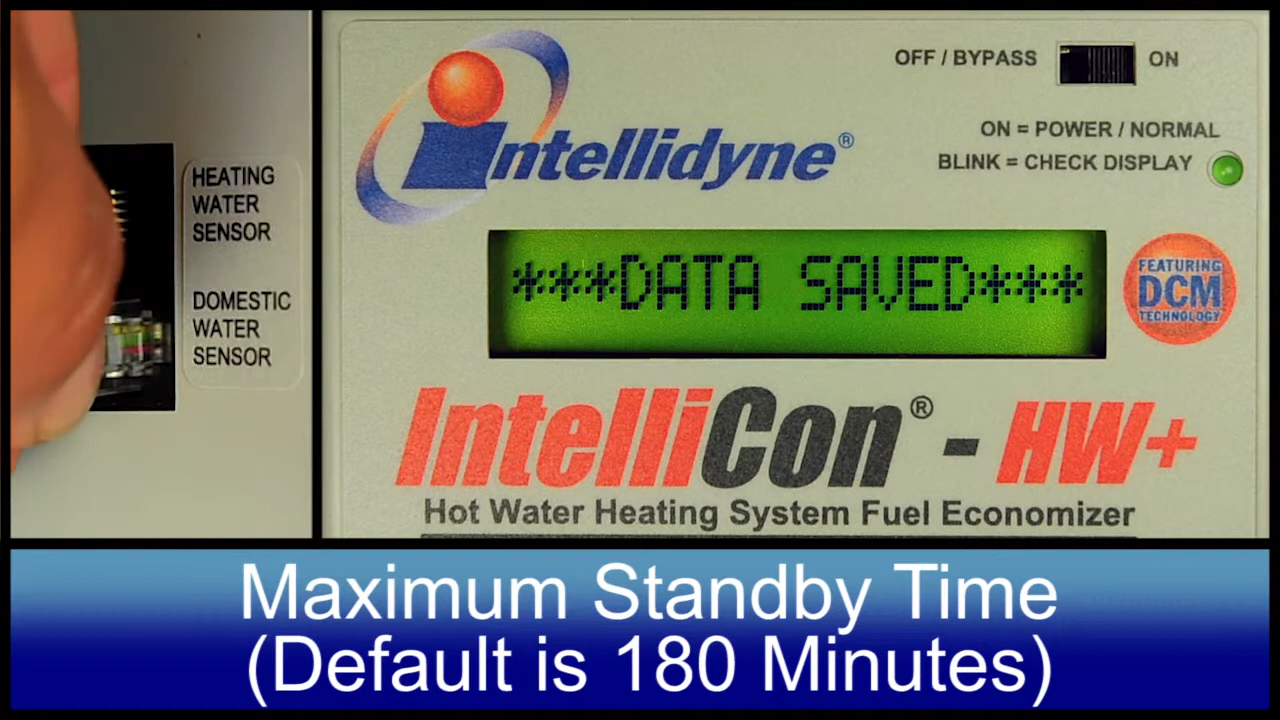 HEATING
WATER
SENSOR
DOMESTIC
WATER
SENSOR
OFF / BYPASS
ON
ON = POWER / NORMAL
BLINK = CHECK DISPLAY
intellidyne®
***DATA SAVED***
FEATURING
DCM
TECHNOLOGY
IntelliCon® - HW+
Hot Water Heating System Fuel Economizer
Maximum Standby Time
(Default is 180 Minutes)